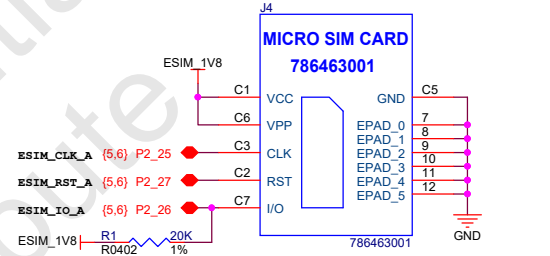 J4
MICRO SIM CARD
786463001
ESIM_1V8
C1 VCC GND C5
C6 VPP EPAD_0 7
EPAD_1 8
ESIM_CLK_A {5,6} P2_25 C3 CLK EPAD_2 9
EPAD_3 10
ESIM_RST_A {5,6} P2_27 C2 RST EPAD_4 11
EPAD_5 12
ESIM_IO_A {5,6} P2_26 C7 I/O
ESIM_1V8 R1 20K 786463001 GND
R0402 1%